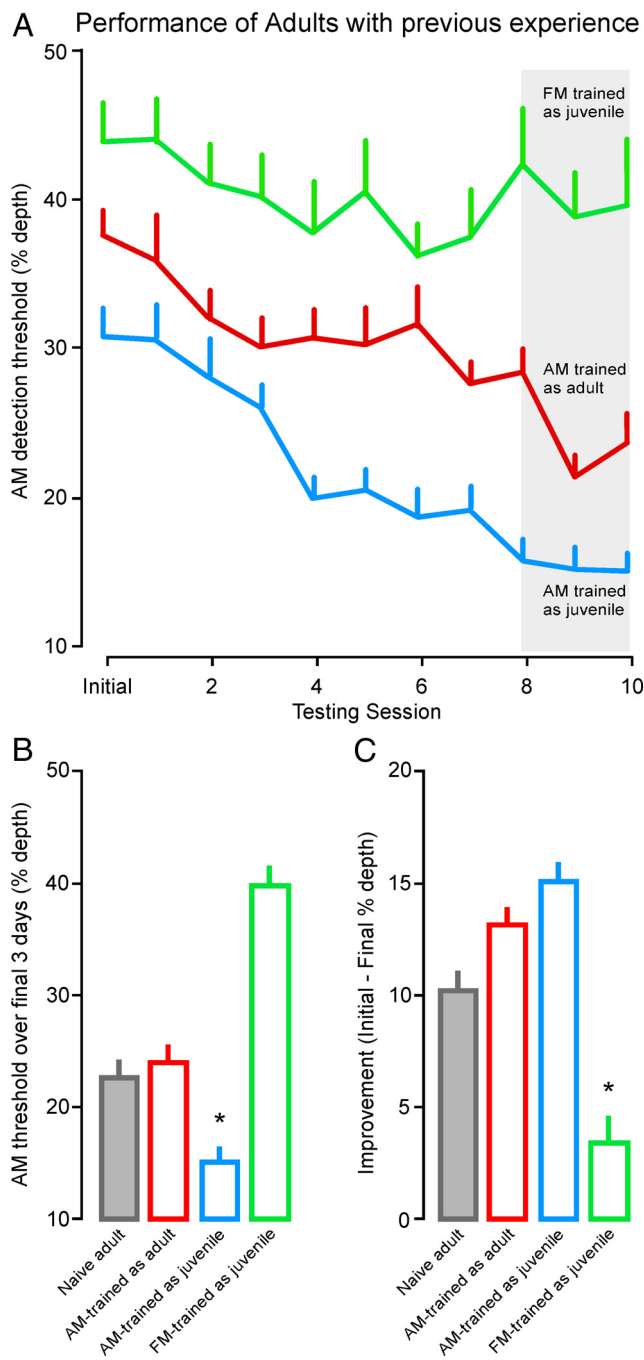 A
Performance of Adults with previous experience
50
40
30
20
10
AM detection threshold (% depth)
FM trained
as juvenile
AM trained
as adult
AM trained
as juvenile
Initial 2 4 6 8 10
Testing Session
B
50
40
30
20
10
AM threshold over final 3 days (% depth)
*
Naive adult
AM-trained as adult
AM-trained as juvenile
FM-trained as juvenile
C
20
15
10
5
0
Improvement (Initial - Final % depth)
*
Naive adult
AM-trained as adult
AM-trained as juvenile
FM-trained as juvenile